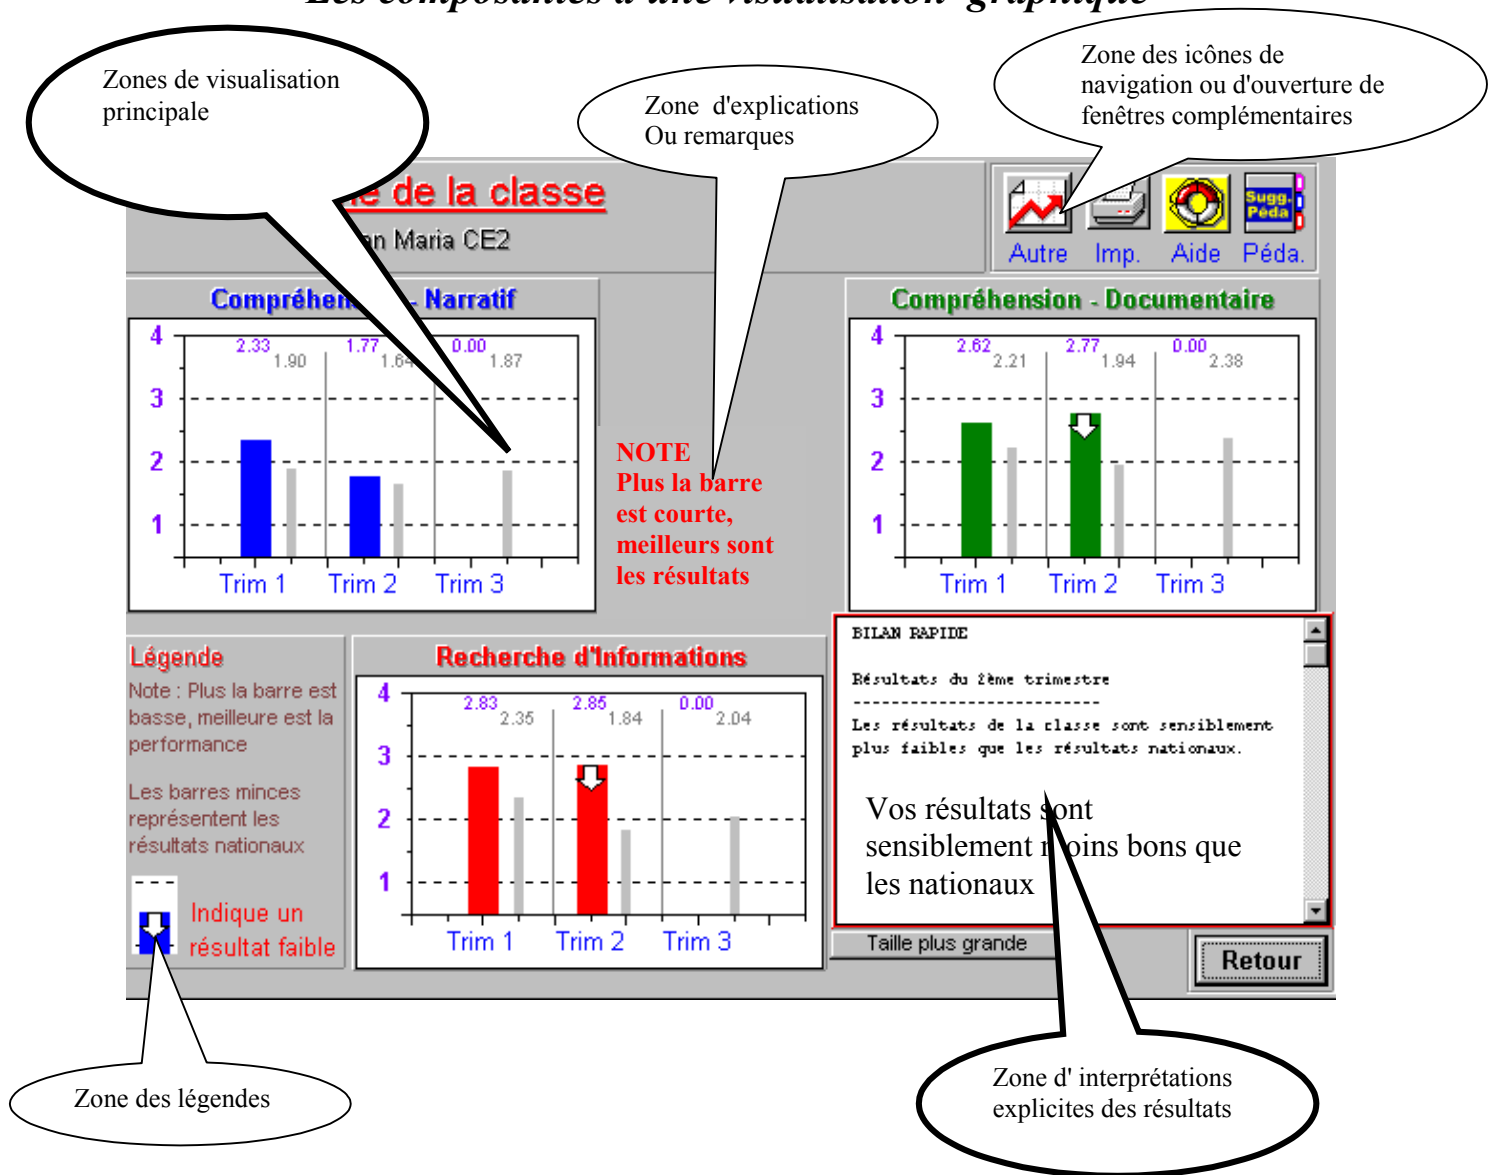 Les composantes d'une visualisation graphique
Zones de visualisation
principale
Zone d'explications
Ou remarques
Zone des icônes de
navigation ou d'ouverture de
fenêtres complémentaires
de la classe
Maria CE2
Autre Imp. Aide Péda.
Sugg.
Péda
Narratif
4
3
2
1
2.33
1.90
1.77
0.00
1.87
Trim 1 Trim 2 Trim 3
NOTE
Plus la barre
est courte,
meilleurs sont
les résultats
Compréhension - Documentaire
4
3
2
1
2.62
2.21
2.77
1.94
0.00
2.38
Trim 1 Trim 2 Trim 3
Légende
Note : Plus la barre est
basse, meilleure est la
performance
Les barres minces
représentent les
résultats nationaux
Indique un
résultat faible
Recherche d'Informations
4
3
2
1
2.83
2.35
2.85
1.84
0.00
2.04
Trim 1 Trim 2 Trim 3
BILAN RAPIDE
Résultats du 2ème trimestre
--------------------------
Les résultats de la classe sont sensiblement
plus faibles que les résultats nationaux.
Vos résultats sont
sensiblement moins bons que
les nationaux
Taille plus grande
Retour
Zone des légendes
Zone d' interprétations
explicites des résultats